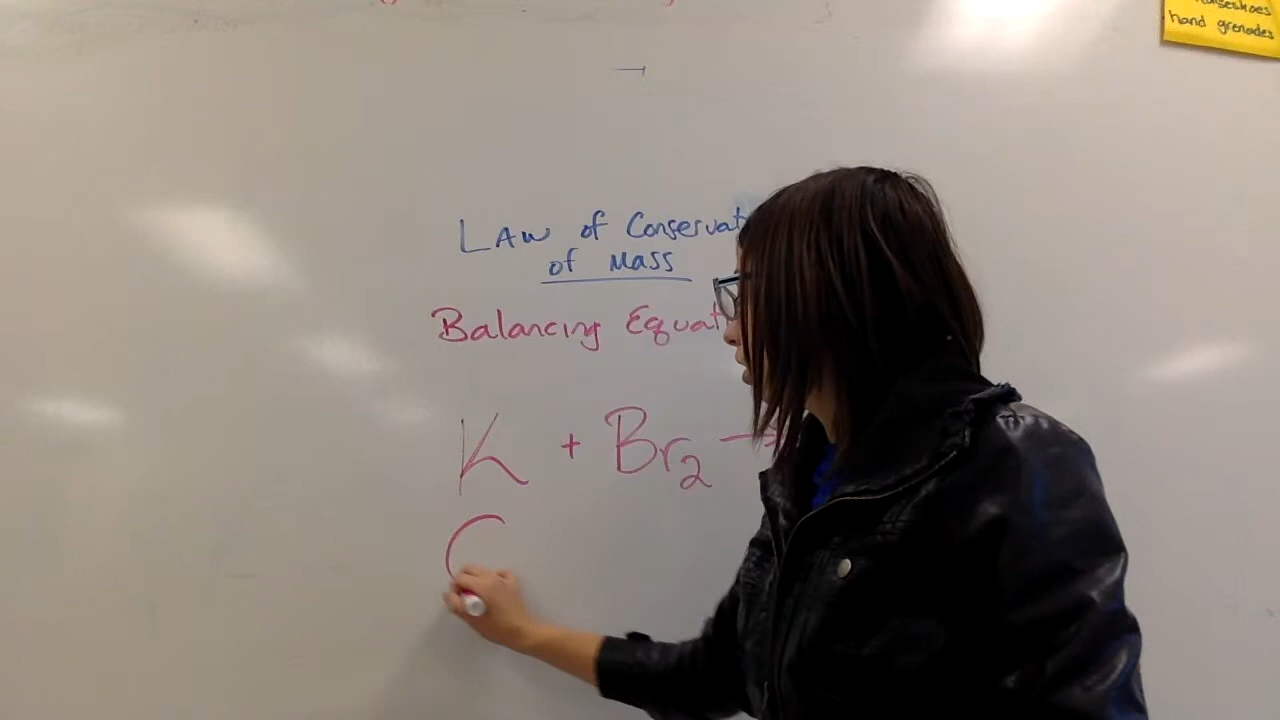 hand grenades
LAW of Conservat
of MASS
Balancing Equat
K + Br2 →
C